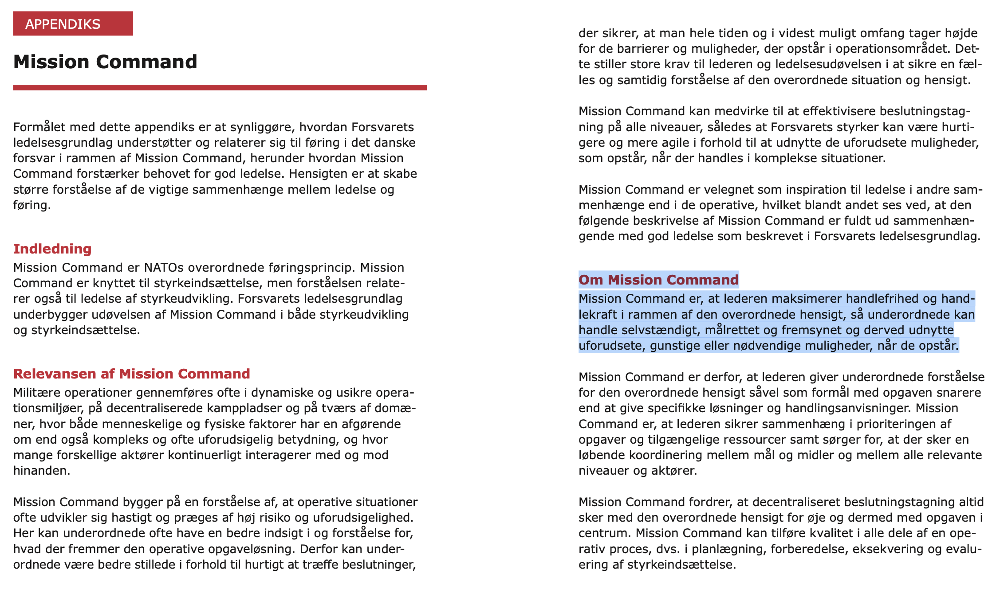 APPENDIKS
Mission Command
Formålet med dette appendiks er at synliggøre, hvordan Forsvarets
ledelsesgrundlag understøtter og relaterer sig til føring i det danske
forsvar i rammen af Mission Command, herunder hvordan Mission
Command forstærker behovet for god ledelse. Hensigten er at skabe
større forståelse af de vigtige sammenhænge mellem ledelse og
føring.
Indledning
Mission Command er NATOs overordnede føringsprincip. Mission
Command er knyttet til styrkeindsættelse, men forståelsen relate-
rer også til ledelse af styrkeudvikling. Forsvarets ledelsesgrundlag
underbygger udøvelsen af Mission Command i både styrkeudvikling
og styrkeindsættelse.
Relevansen af Mission Command
Militære operationer gennemføres ofte i dynamiske og usikre opera-
tionsmiljøer, på decentraliserede kamppladser og på tværs af domæ-
ner, hvor både menneskelige og fysiske faktorer har en afgørende
om end også kompleks og ofte uforudsigelig betydning, og hvor
mange forskellige aktører kontinuerligt interagerer med og mod
hinanden.
Mission Command bygger på en forståelse af, at operative situationer
ofte udvikler sig hastigt og præges af høj risiko og uforudsigelighed.
Her kan underordnede ofte have en bedre indsigt i og forståelse for,
hvad der fremmer den operative opgaveløsning. Derfor kan under-
ordnede være bedre stillede i forhold til hurtigt at træffe beslutninger,
der sikrer, at man hele tiden og i videst muligt omfang tager højde
for de barrierer og muligheder, der opstår i operationsområdet. Det-
te stiller store krav til lederen og ledelsesudøvelsen i at sikre en fæl-
les og samtidig forståelse af den overordnede situation og hensigt.
Mission Command kan medvirke til at effektivisere beslutningstag-
ning på alle niveauer, således at Forsvarets styrker kan være hurti-
gere og mere agile i forhold til at udnytte de uforudsete muligheder,
som opstår, når der handles i komplekse situationer.
Mission Command er velegnet som inspiration til ledelse i andre sam-
menhænge end i de operative, hvilket blandt andet ses ved, at den
følgende beskrivelse af Mission Command er fuldt ud sammenhæn-
gende med god ledelse som beskrevet i Forsvarets ledelsesgrundlag.
Om Mission Command
Mission Command er, at lederen maksimerer handlefrihed og hand-
lekraft i rammen af den overordnede hensigt, så underordnede kan
handle selvstændigt, målrettet og fremsynet og derved udnytte
uforudsete, gunstige eller nødvendige muligheder, når de opstår.
Mission Command er derfor, at lederen giver underordnede forståelse
for den overordnede hensigt såvel som formål med opgaven snarere
end at give specifikke løsninger og handlingsanvisninger. Mission
Command er, at lederen sikrer sammenhæng i prioriteringen af
opgaver og tilgængelige ressourcer samt sørger for, at der sker en
løbende koordinering mellem mål og midler og mellem alle relevante
niveauer og aktører.
Mission Command fordrer, at decentraliseret beslutningstagning altid
sker med den overordnede hensigt for øje og dermed med opgaven i
centrum. Mission Command kan tilføre kvalitet i alle dele af en ope-
rativ proces, dvs. i planlægning, forberedelse, eksekvering og evalu-
ering af styrkeindsættelse.